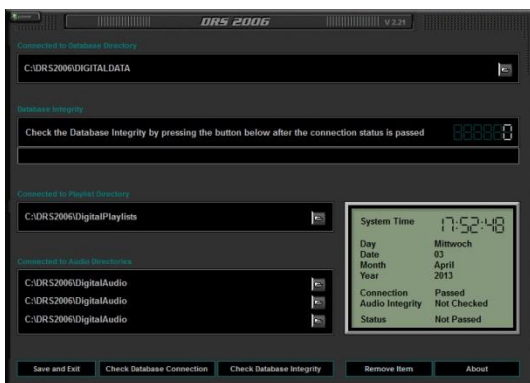 DRS 2006
V 2.21
Connected to Database Directory
C:\DRS2006\DIGITALDATA
Database Integrity
Check the Database Integrity by pressing the button below after the connection status is passed
0
Connected to Playlist Directory
C:\DRS2006\DigitalPlaylists
Connected to Audio Directories
C:\DRS2006\DigitalAudio
C:\DRS2006\DigitalAudio
C:\DRS2006\DigitalAudio
System Time 17:52:48
Day Mittwoch
Date 03
Month April
Year 2013
Connection Passed
Audio Integrity Not Checked
Status Not Passed
Save and Exit Check Database Connection Check Database Integrity Remove Item About